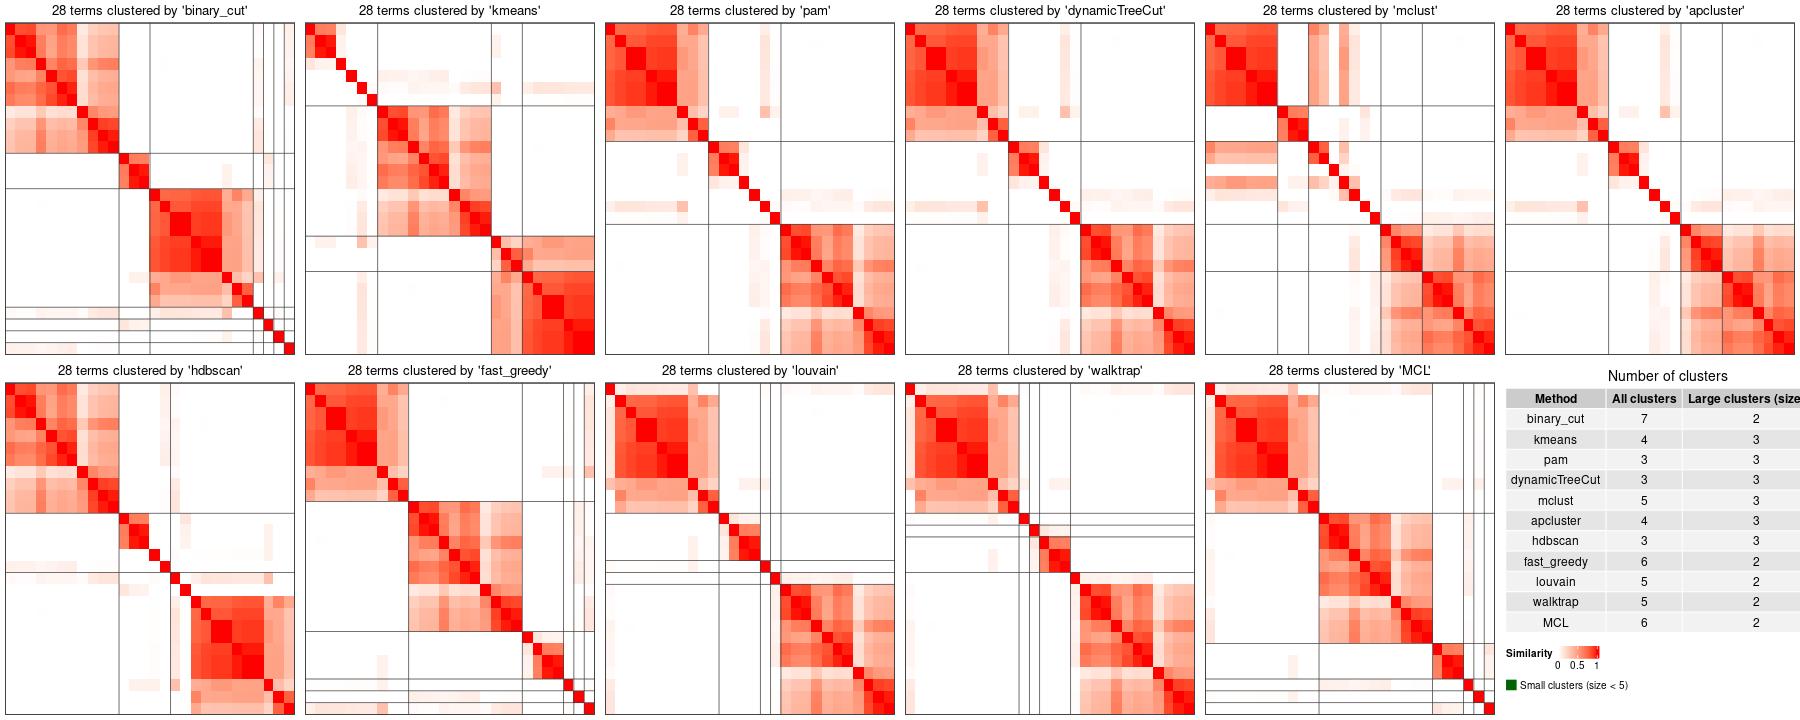 28 terms clustered by 'binary_cut'
28 terms clustered by 'kmeans'
28 terms clustered by 'pam'
28 terms clustered by 'dynamicTreeCut'
28 terms clustered by 'mclust'
28 terms clustered by 'apcluster'
28 terms clustered by 'hdbscan'
28 terms clustered by 'fast_greedy'
28 terms clustered by 'louvain'
28 terms clustered by 'walktrap'
28 terms clustered by 'MCL'
Number of clusters
Method All clusters Large clusters (size
binary_cut 7 2
kmeans 4 3
pam 3 3
dynamicTreeCut 3 3
mclust 5 3
apcluster 4 3
hdbscan 3 3
fast_greedy 6 2
louvain 5 2
walktrap 5 2
MCL 6 2
Similarity
0 0.5 1
Small clusters (size < 5)